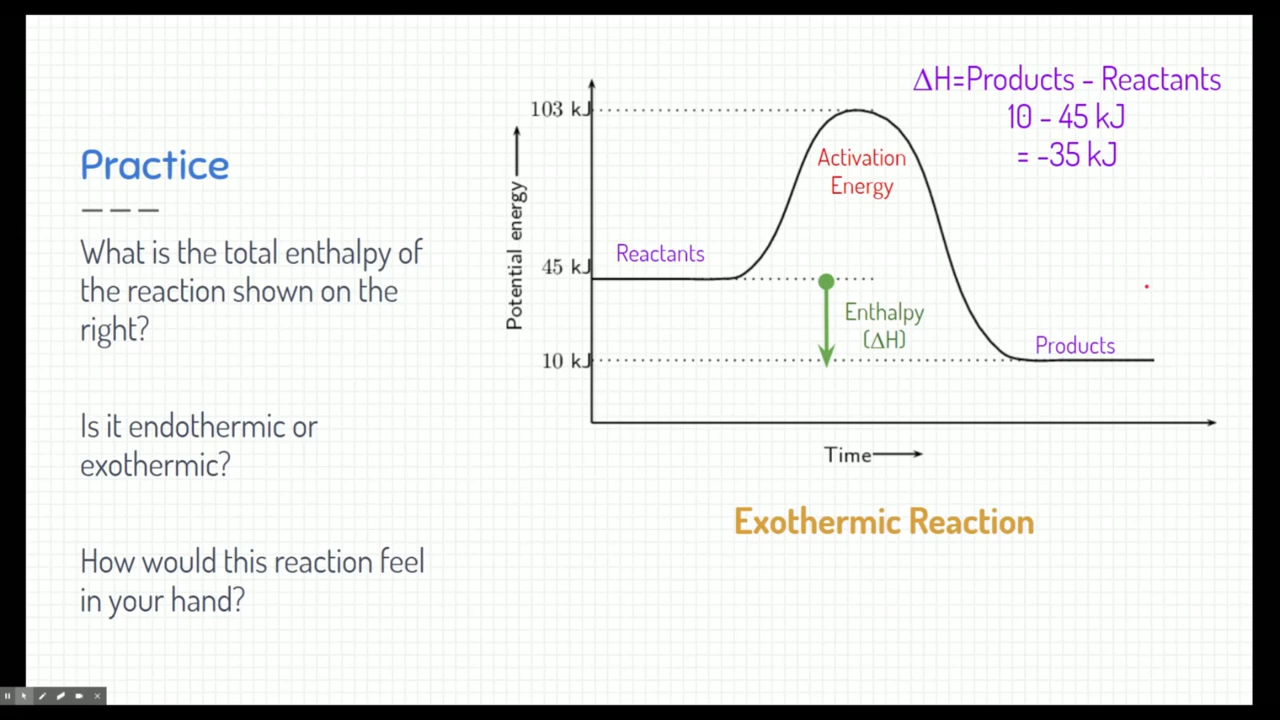 Practice
What is the total enthalpy of
the reaction shown on the
right?
Is it endothermic or
exothermic?
How would this reaction feel
in your hand?
ΔH=Products - Reactants
10 - 45 kJ
= -35 kJ
103 kJ
45 kJ
10 kJ
Potential energy
Reactants
Activation
Energy
Enthalpy
(ΔH)
Products
Time
Exothermic Reaction